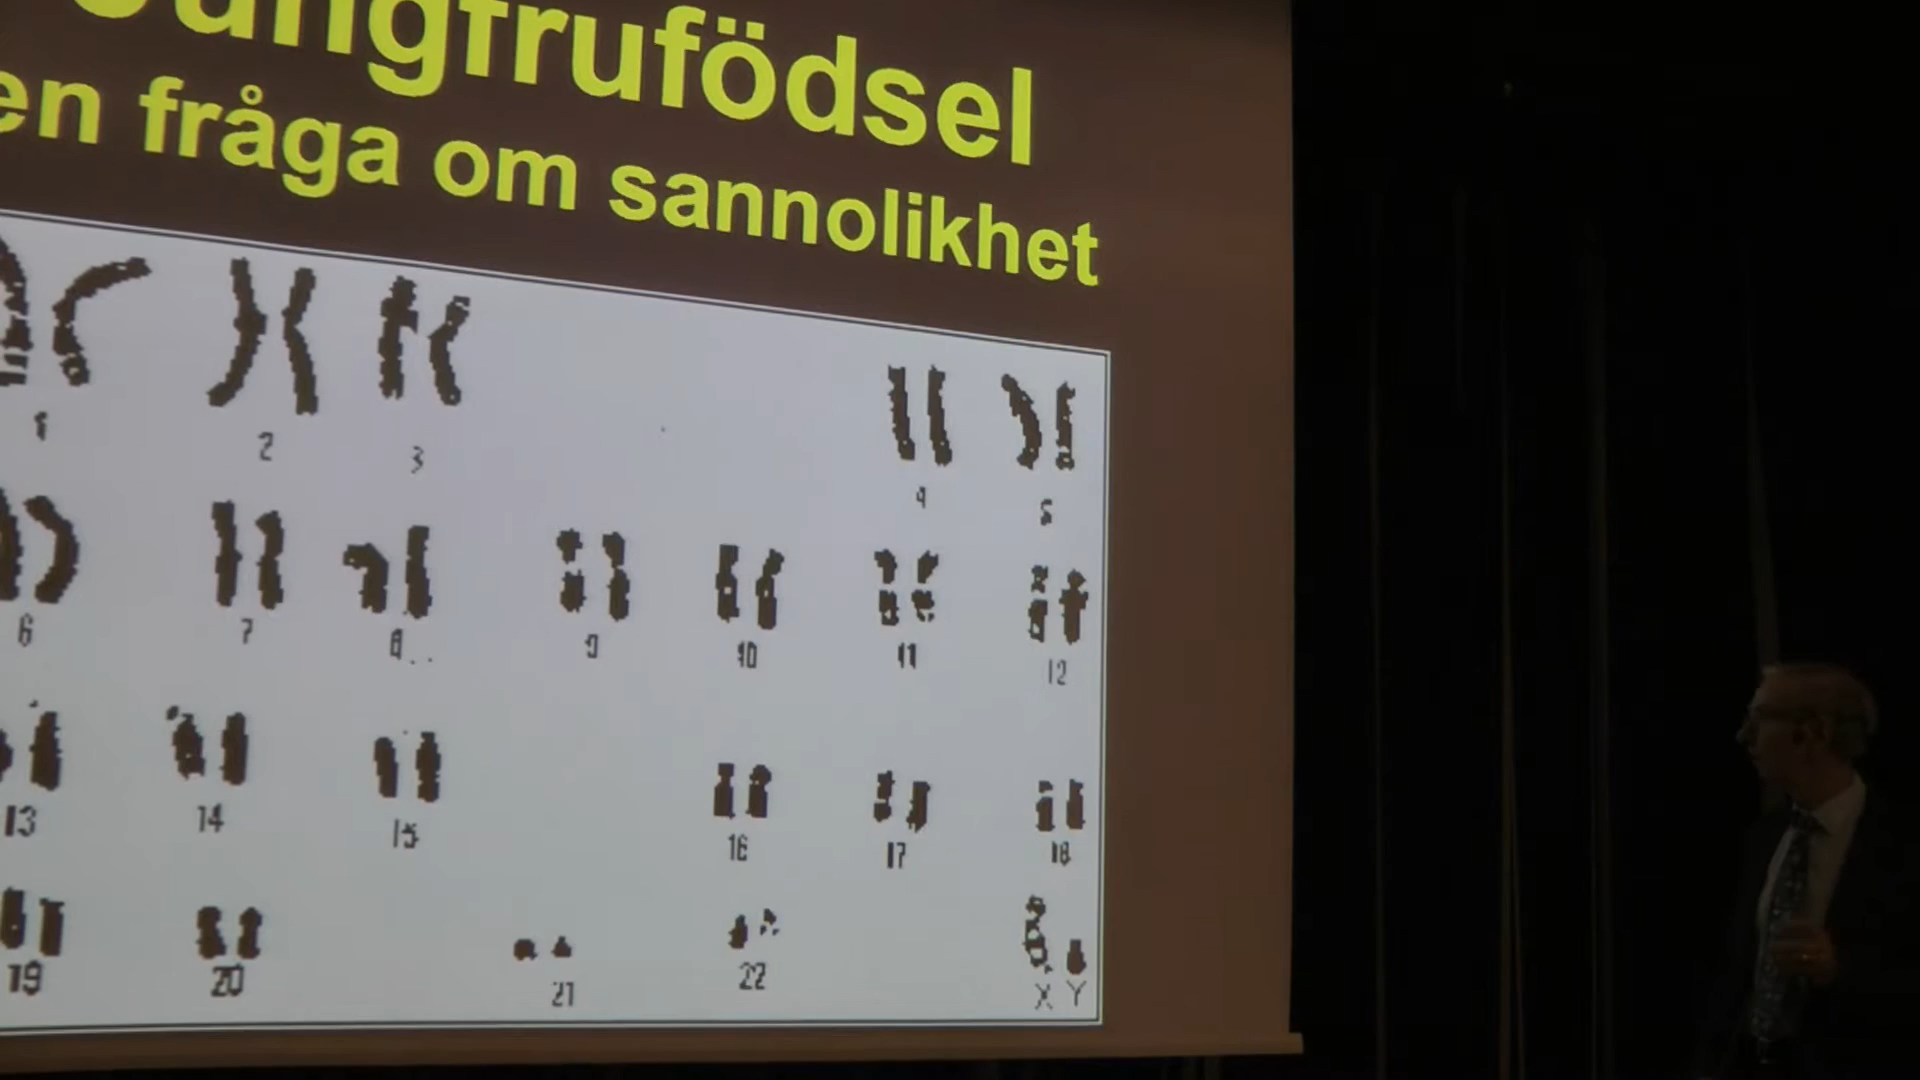 Jungfrufödsel
en fråga om sannolikhet
1 2 3 4 5
6 7 8 9 10 11 12
13 14 15 16 17 18
19 20 21 22 X Y